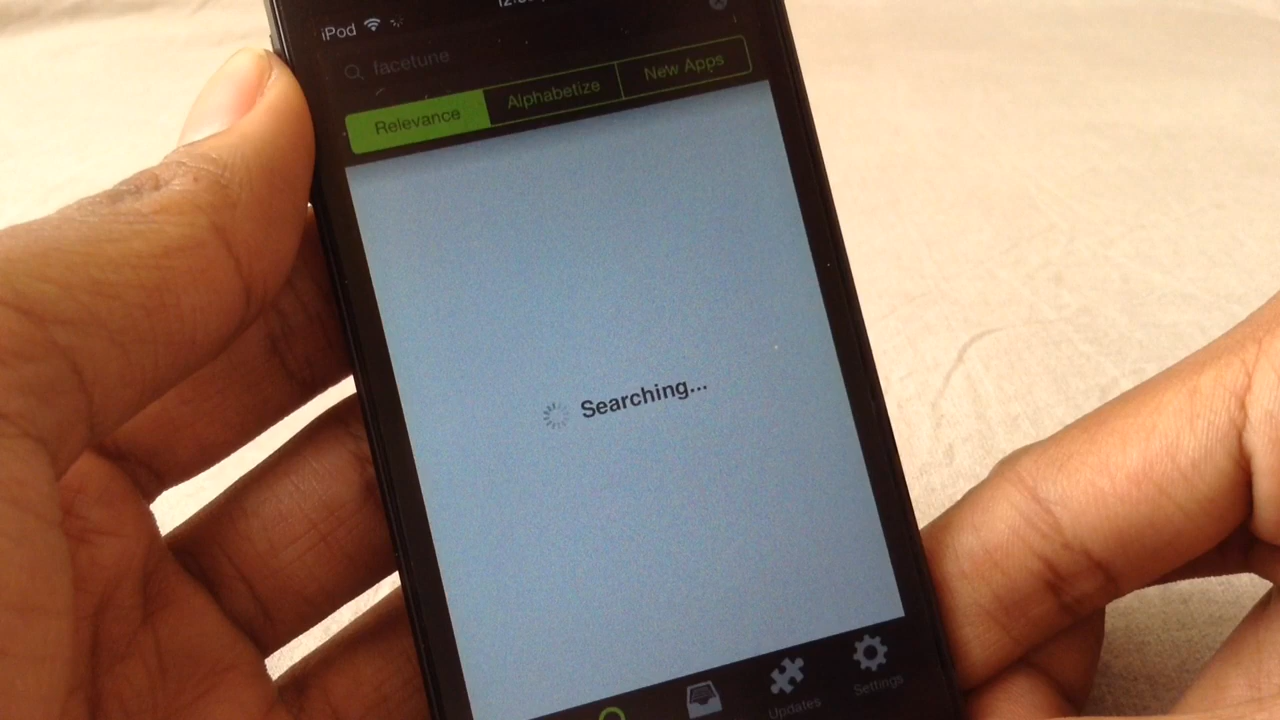 iPod
facetune
Relevance Alphabetize New Apps
Searching...
Updates Settings